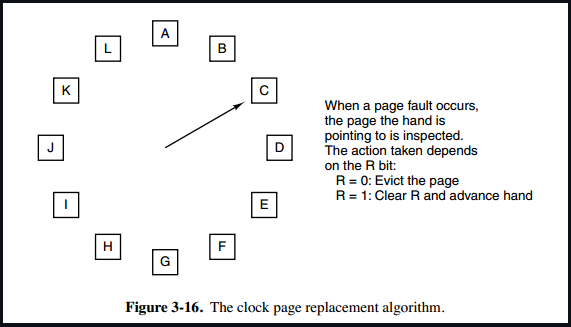 A
L
B
K
C
J
D
I
E
H
F
G
When a page fault occurs,
the page the hand is
pointing to is inspected.
The action taken depends
on the R bit:
R = 0: Evict the page
R = 1: Clear R and advance hand
Figure 3-16. The clock page replacement algorithm.